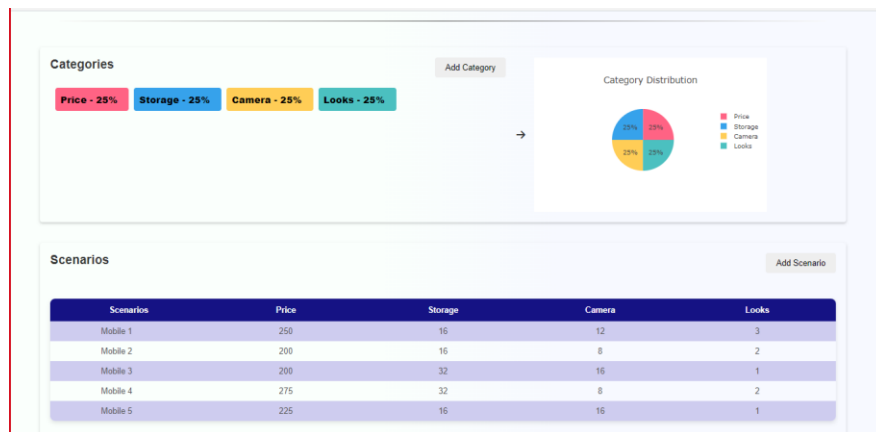 Categories
Add Category
Price - 25%
Storage - 25%
Camera - 25%
Looks - 25%
→
Category Distribution
25%
25%
25%
25%
Price
Storage
Camera
Looks
Scenarios
Add Scenario
Scenarios Price Storage Camera Looks
Mobile 1 250 16 12 3
Mobile 2 200 16 8 2
Mobile 3 200 32 16 1
Mobile 4 275 32 8 2
Mobile 5 225 16 16 1